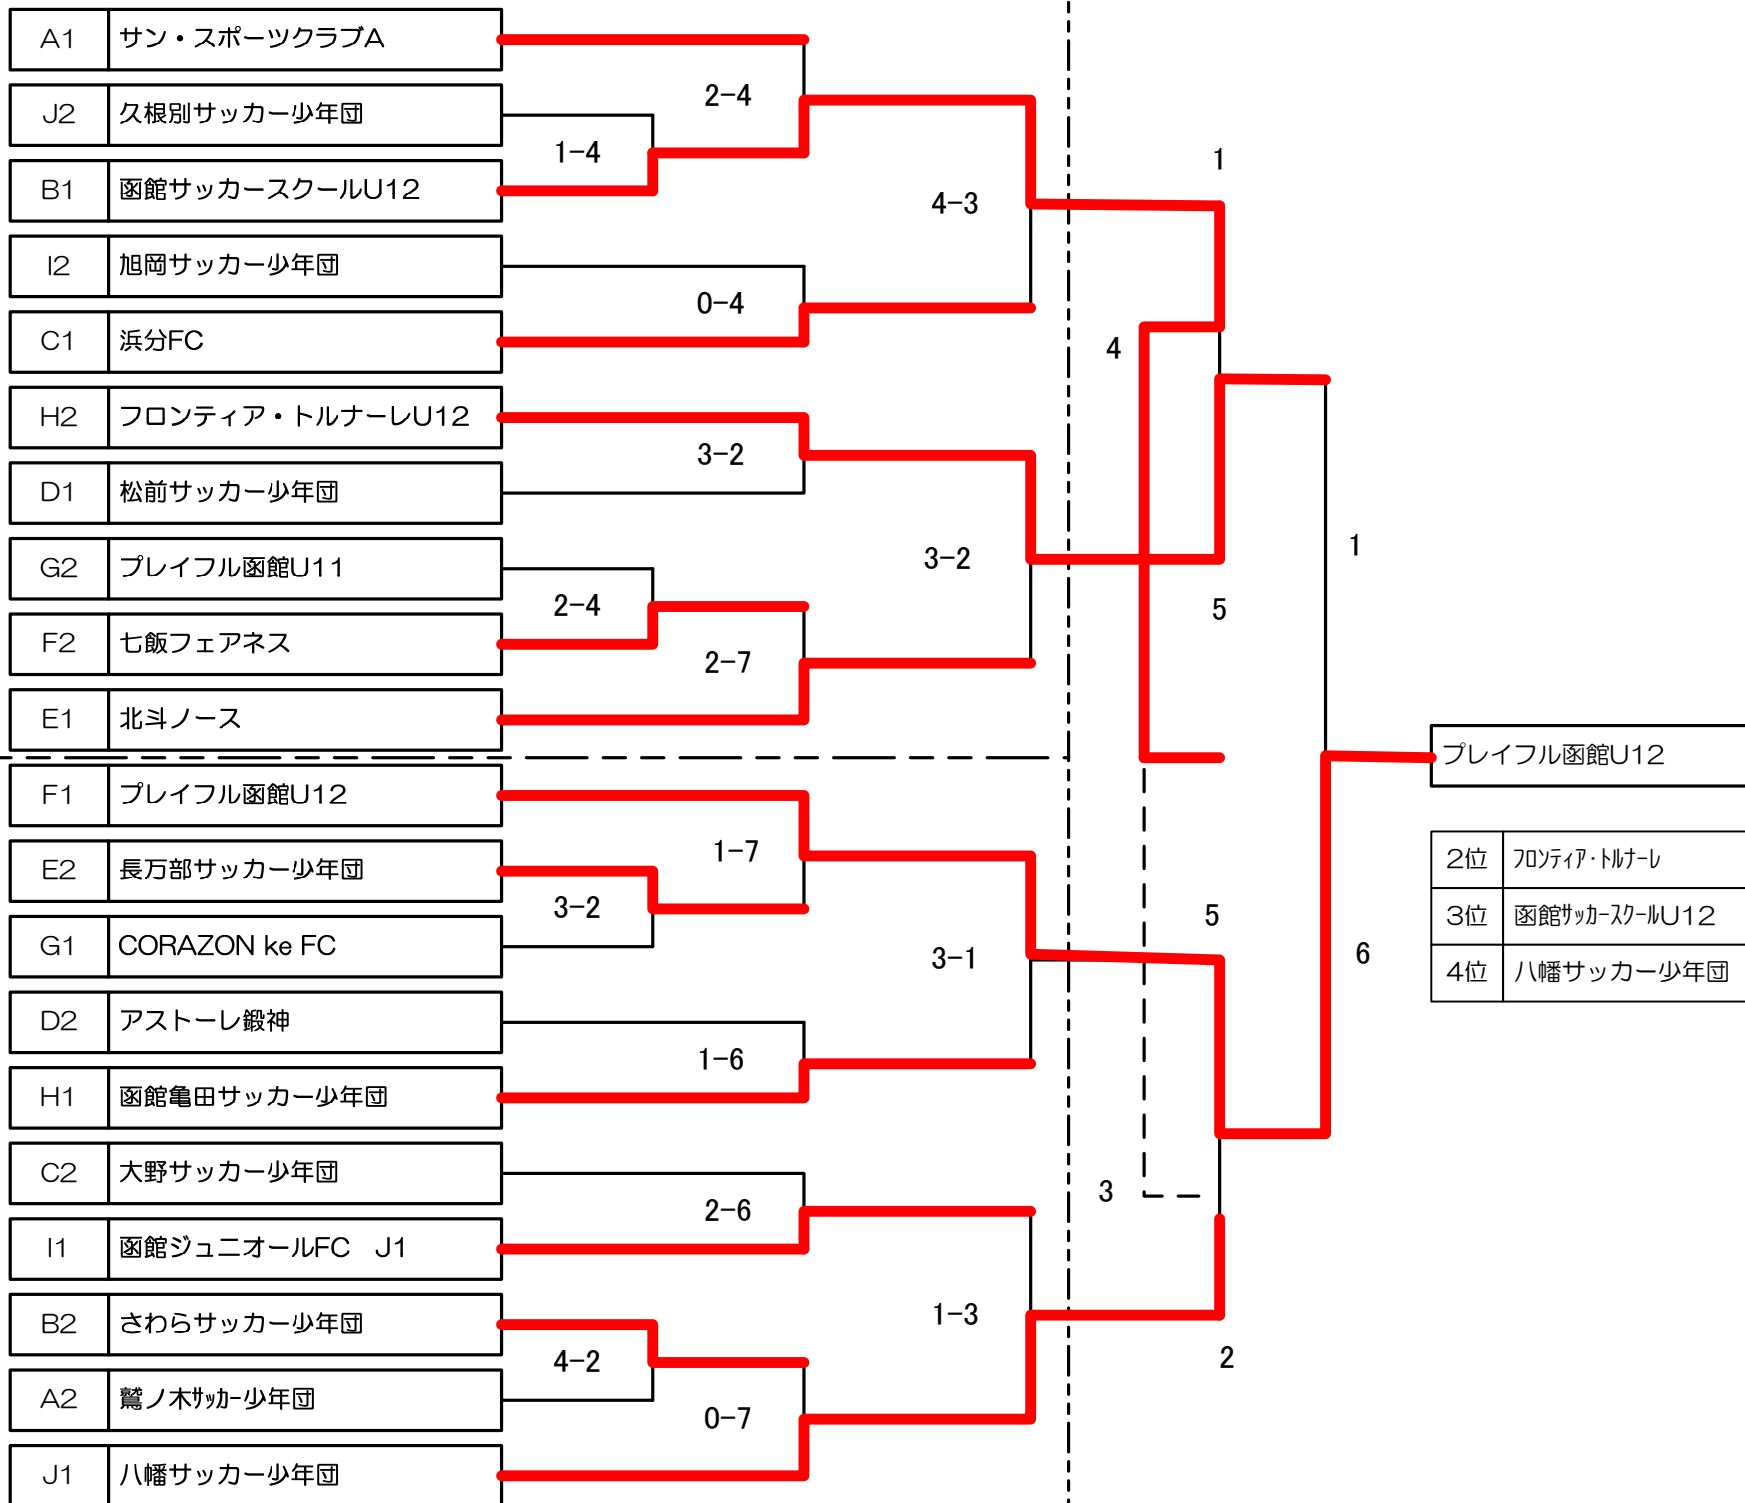 A1 サン・スポーツクラブA
2-4
J2 久根別サッカー少年団
1-4
1
B1 函館サッカースクールU12
4-3
I2 旭岡サッカー少年団
0-4
C1 浜分FC
4
H2 フロンティア・トルナーレU12
3-2
D1 松前サッカー少年団
1
G2 プレイフル函館U11
3-2
2-4
5
F2 七飯フェアネス
2-7
E1 北斗ノース
プレイフル函館U12
F1 プレイフル函館U12
1-7
2位 フロンティア・トルナーレ
E2 長万部サッカー少年団
3-2
5
3位 函館サッカースクールU12
G1 CORAZON ke FC
3-1
6
4位 八幡サッカー少年団
D2 アストーレ鍛神
1-6
H1 函館亀田サッカー少年団
C2 大野サッカー少年団
3
2-6
I1 函館ジュニオールFC J1
B2 さわらサッカー少年団
1-3
4-2
2
A2 鷲ノ木サッカー少年団
0-7
J1 八幡サッカー少年団